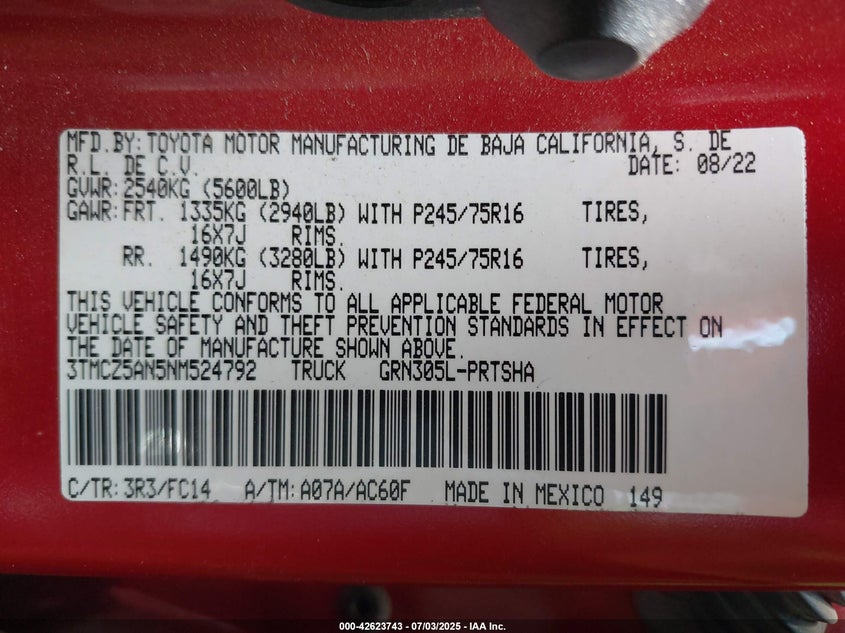 MFD.BY: TOYOTA MOTOR MANUFACTURING DE BAJA CALIFORNIA, S. DE
R.L. DE C.V. DATE: 08/22
GVWR: 2540KG (5600LB)
GAWR: FRT. 1335KG (2940LB) WITH P245/75R16 TIRES,
16X7J RIMS.
RR. 1490KG (3280LB) WITH P245/75R16 TIRES,
16X7J RIMS.
THIS VEHICLE CONFORMS TO ALL APPLICABLE FEDERAL MOTOR
VEHICLE SAFETY AND THEFT PREVENTION STANDARDS IN EFFECT ON
THE DATE OF MANUFACTURE SHOWN ABOVE.
3TMCZ5AN5NM524792 TRUCK GRN305L-PRTSHA
C/TR: 3R3/FC14 A/TM: A07A/AC60F MADE IN MEXICO 149
000-42623743 - 07/03/2025 - IAA Inc.